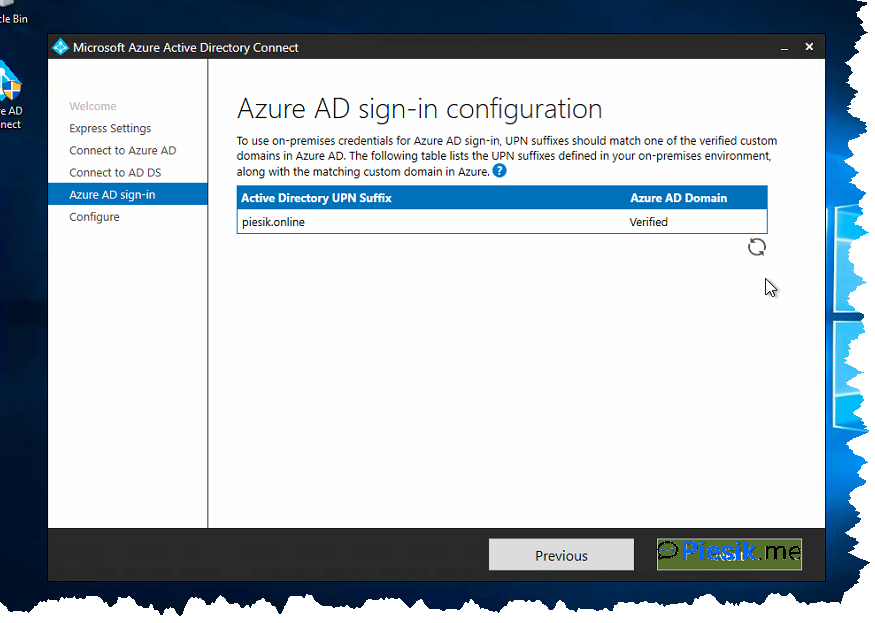 cle Bin
Microsoft Azure Active Directory Connect
e AD
nect
Welcome
Express Settings
Connect to Azure AD
Connect to AD DS
Azure AD sign-in
Configure
Azure AD sign-in configuration
To use on-premises credentials for Azure AD sign-in, UPN suffixes should match one of the verified custom
domains in Azure AD. The following table lists the UPN suffixes defined in your on-premises environment,
along with the matching custom domain in Azure. ?
Active Directory UPN Suffix Azure AD Domain
piesik.online Verified
Previous
Piesik.me